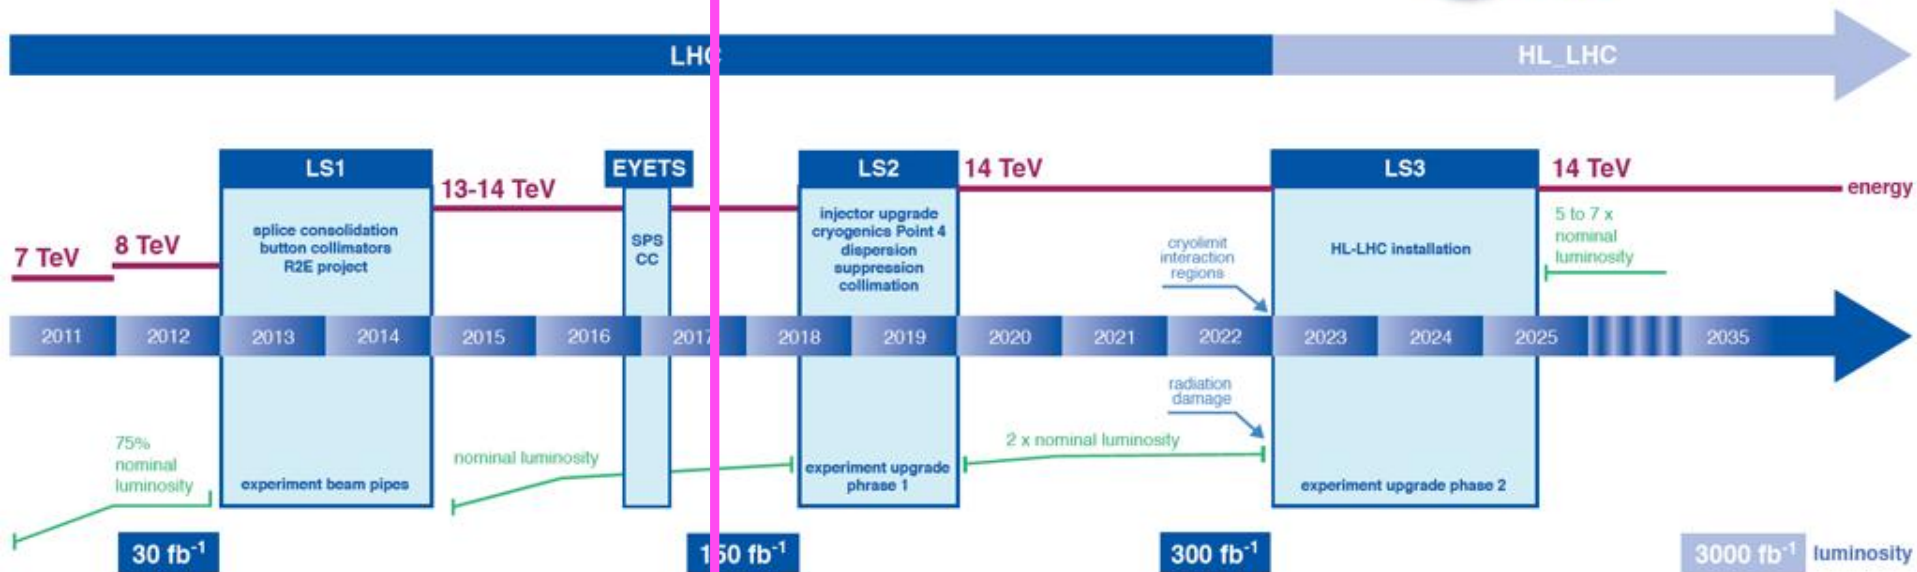 LHC
HL_LHC
LS1
EYETS
LS2
14 TeV
LS3
14 TeV
13-14 TeV
energy
7 TeV
8 TeV
splice consolidation
button collimators
R2E project
SPS
CC
injector upgrade
cryogenics Point 4
dispersion
suppression
collimation
cryolimit
interaction
regions
HL-LHC installation
5 to 7 x
nominal
luminosity
2011
2012
2013
2014
2015
2016
2017
2018
2019
2020
2021
2022
2023
2024
2025
2035
75%
nominal
luminosity
experiment beam pipes
nominal luminosity
experiment upgrade
phrase 1
2 x nominal luminosity
radiation
damage
experiment upgrade phase 2
30 fb-1
150 fb-1
300 fb-1
3000 fb-1
luminosity